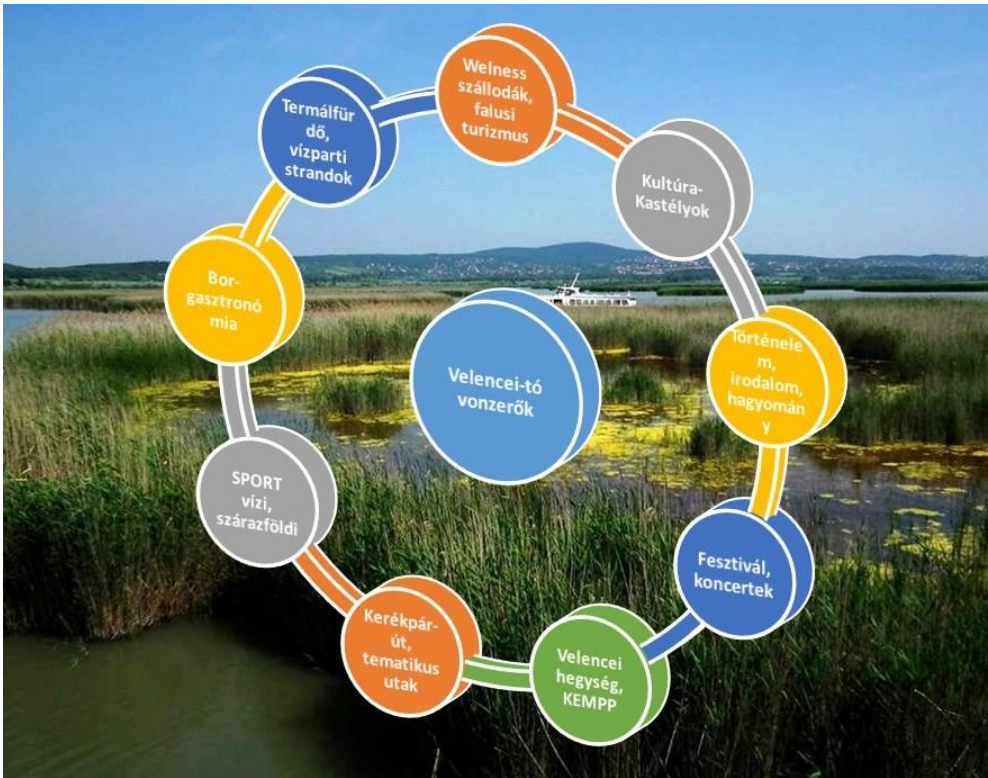 Welness
szállodák,
falusi
turizmus
Kultúra-
Kastélyok
Történele
m,
irodalom,
hagyomán
y
Fesztivál,
koncertek
Velencei
hegység,
KEMPP
Kerékpár-
út,
tematikus
utak
SPORT
vízi,
szárazföldi
Bor-
gasztronó
mia
Termálfür
dő,
vízparti
strandok
Velencei-tó
vonzerők